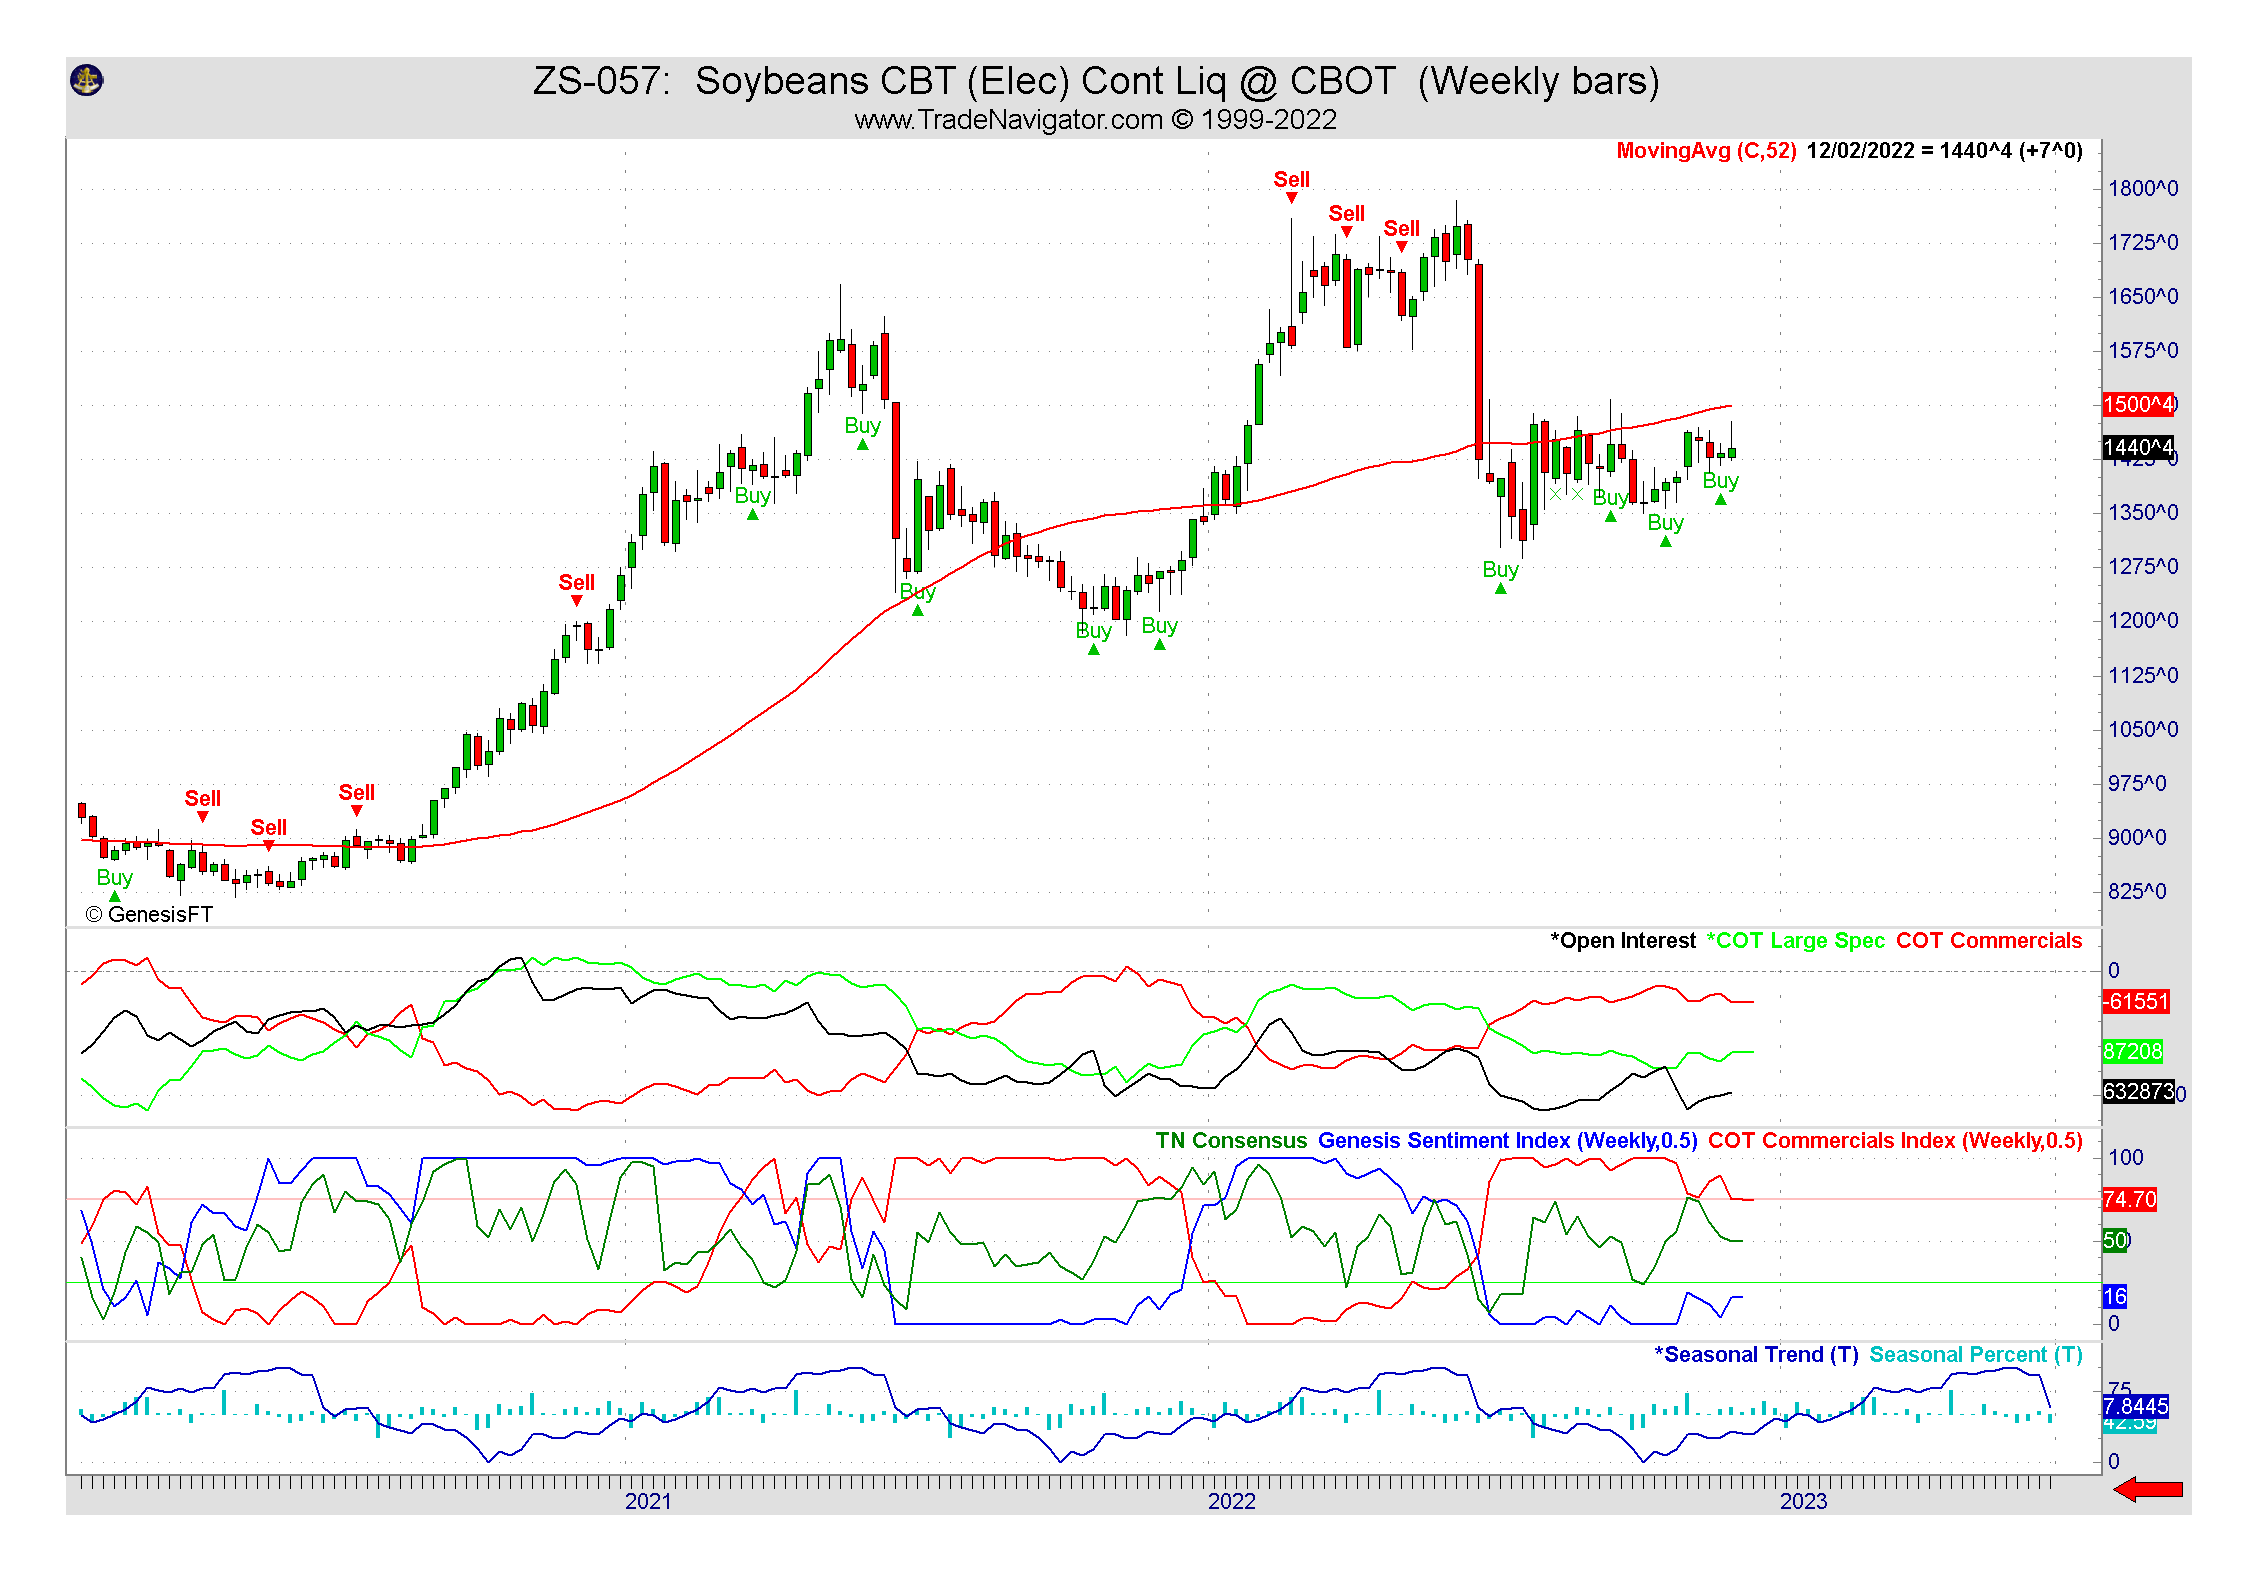 ZS-057: Soybeans CBT (Elec) Cont Liq @ CBOT (Weekly bars)
www.TradeNavigator.com © 1999-2022
MovingAvg (C,52) 12/02/2022 = 1440^4 (+7^0)
Sell
1800^0
Sell
Sell
1725^0
1650^0
1575^0
1500^4
Buy
1440^4
1425^0
Buy
Buy
Buy
1350^0
Buy
Buy
1275^0
Sell
Buy
Buy
Buy
1200^0
1125^0
1050^0
975^0
Sell
Sell
Sell
900^0
Buy
825^0
© GenesisFT
*Open Interest *COT Large Spec COT Commercials
0
-61551
87208
632873
TN Consensus Genesis Sentiment Index (Weekly,0.5) COT Commercials Index (Weekly,0.5)
100
74.70
50
16
0
*Seasonal Trend (T) Seasonal Percent (T)
75
7.8445
42.59
0
2021 2022 2023